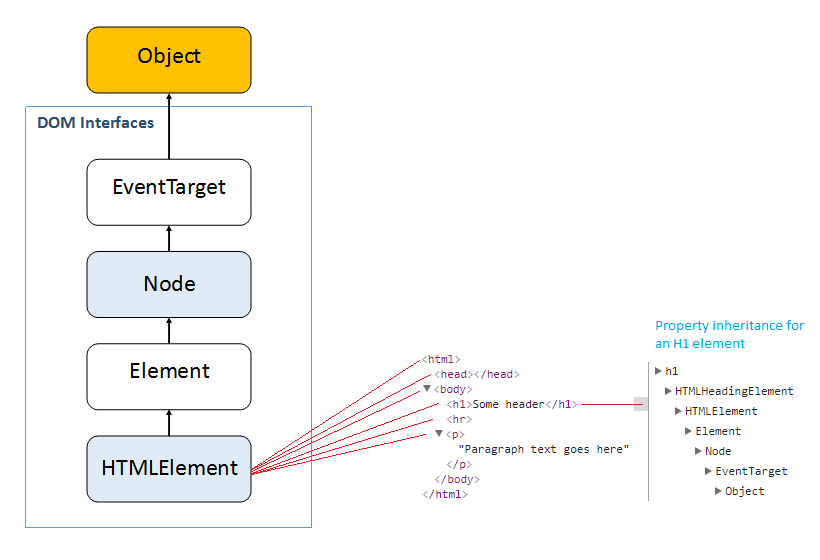 Object
DOM Interfaces
EventTarget
Node
Element
HTMLElement
<html>
<head></head>
<body>
<h1>Some header</h1>
<hr>
<p>
"Paragraph text goes here"
</p>
</body>
</html>
Property inheritance for
an H1 element
h1
HTMLHeadingElement
HTMLElement
Element
Node
EventTarget
Object